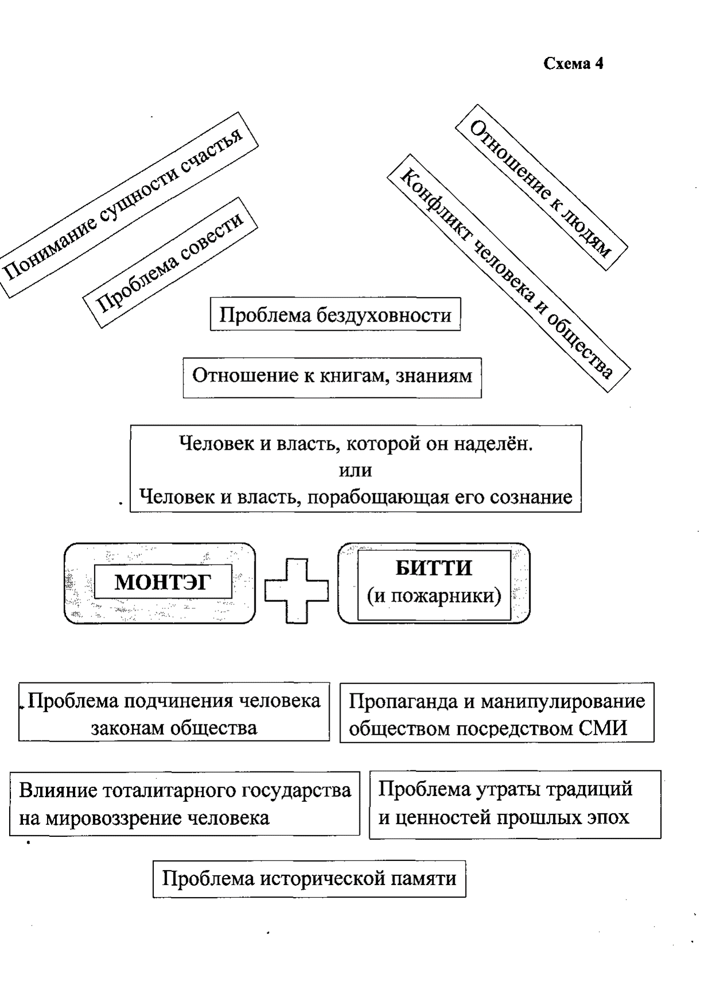 Схема 4
Понимание сущности счастья
Проблема совести
Отношение к людям
Конфликт человека и общества
Проблема бездуховности
Отношение к книгам, знаниям
Человек и власть, которой он наделён.
или
Человек и власть, порабощающая его сознание
МОНТЭГ
БИТТИ
(и пожарники)
Проблема подчинения человека
законам общества
Пропаганда и манипулирование
обществом посредством СМИ
Влияние тоталитарного государства
на мировоззрение человека
Проблема утраты традиций
и ценностей прошлых эпох
Проблема исторической памяти